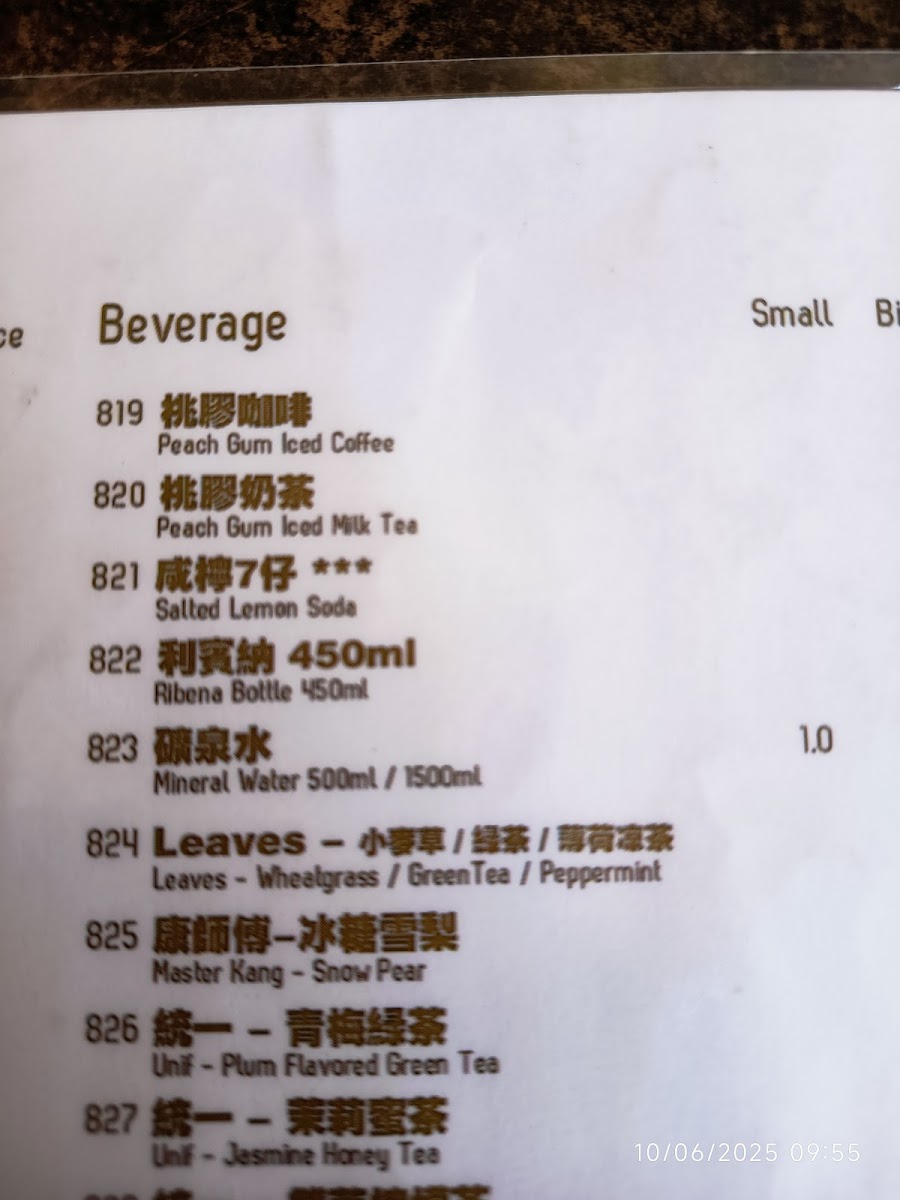 ce Beverage Small Bi
819 桃膠咖啡
Peach Gum Iced Coffee
820 桃膠奶茶
Peach Gum Iced Milk Tea
821 咸檸7仔 ***
Salted Lemon Soda
822 利賓納 450ml
Ribena Bottle 450ml
823 礦泉水 1.0
Mineral Water 500ml / 1500ml
824 Leaves - 小麥草 / 緑茶 / 薄荷凉茶
Leaves - Wheatgrass / GreenTea / Peppermint
825 康師傅-冰糖雪梨
Master Kang - Snow Pear
826 統一 - 青梅緑茶
Unif - Plum Flavored Green Tea
827 統一 - 茉莉蜜茶
Unif - Jasmine Honey Tea
10/06/2025 09:55